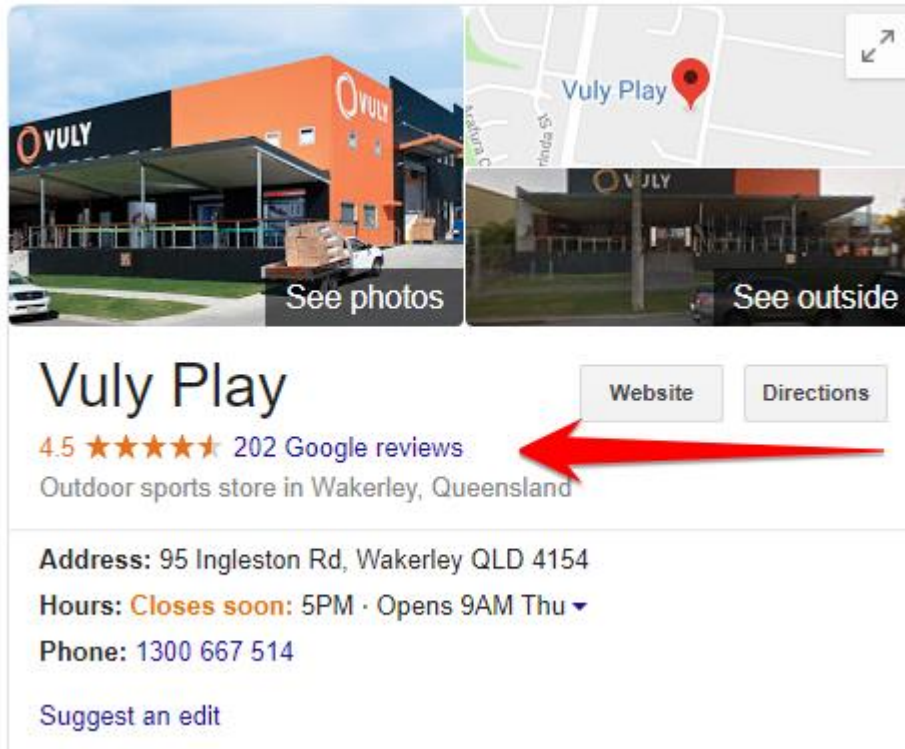 VULY
VULY
See photos
Vuly Play
VULY
See outside
Vuly Play
Website
Directions
4.5
202 Google reviews
Outdoor sports store in Wakerley, Queensland
Address: 95 Ingleston Rd, Wakerley QLD 4154
Hours: Closes soon: 5PM · Opens 9AM Thu
Phone: 1300 667 514
Suggest an edit